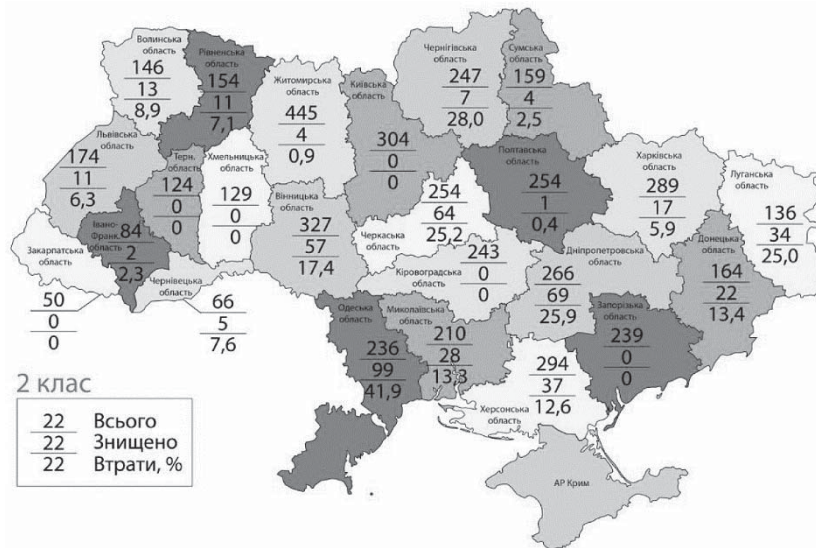 Волинська
область
146
13
8,9
Рівненська
область
154
11
7,1
Житомирська
область
445
4
0,9
Київська
область
304
0
0
Чернігівська
область
247
7
28,0
Сумська
область
159
4
2,5
Львівська
область
174
11
6,3
Терн.
область
124
0
0
Хмельницька
область
129
0
0
Вінницька
область
327
57
17,4
Черкаська
область
254
64
25,2
Полтавська
область
254
1
0,4
Харківська
область
289
17
5,9
Луганська
область
136
34
25,0
Закарпатська
область
50
0
0
Івано-
Франк.
область
84
2
2,3
Чернівецька
область
66
5
7,6
Кіровоградська
область
243
0
0
Дніпропетровська
область
266
69
25,9
Донецька
область
164
22
13,4
Одеська
область
236
99
41,9
Миколаївська
область
210
28
13,3
Запорізька
область
239
0
0
Херсонська
область
294
37
12,6
АР Крим
2 клас
22 Всього
22 Знищено
22 Втрати, %